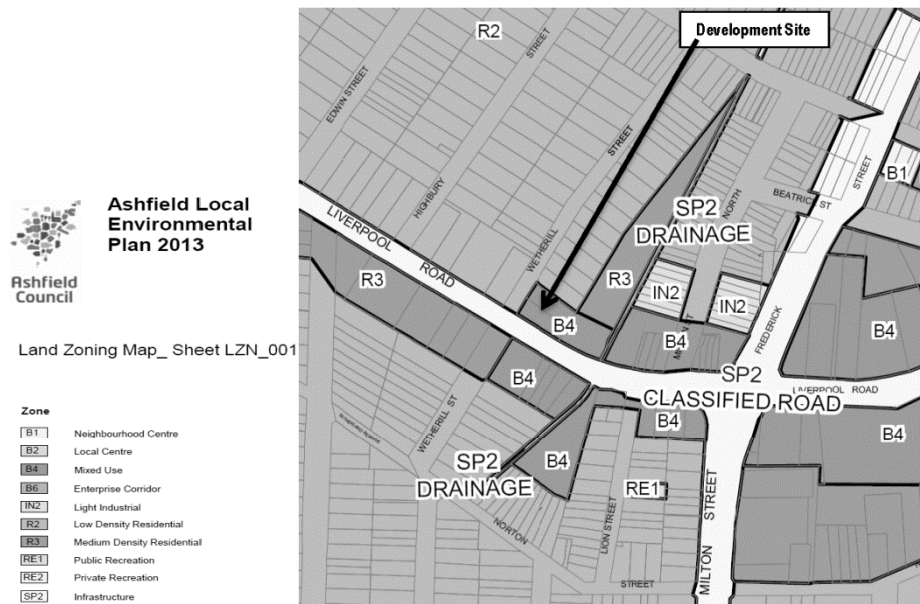 Ashfield
Council
Ashfield Local
Environmental
Plan 2013
Land Zoning Map_ Sheet LZN_001
Zone
B1 Neighbourhood Centre
B2 Local Centre
B4 Mixed Use
B6 Enterprise Corridor
IN2 Light Industrial
R2 Low Density Residential
R3 Medium Density Residential
RE1 Public Recreation
RE2 Private Recreation
SP2 Infrastructure
Development Site
R2
EDWIN STREET
HIGHBURY
STREET
WETHERILL
STREET
LIVERPOOL
ROAD
R3
SP2
DRAINAGE
NORTH
BEATRICE ST
STREET
B1
R3
IN2
IN2
B4
B4
FREDERICK
B4
B4
SP2
CLASSIFIED ROAD
LIVERPOOL ROAD
B4
B4
WETHERILL ST
SP2
DRAINAGE
B4
RE1
NORTON
LION STREET
STREET
MILTON
STREET